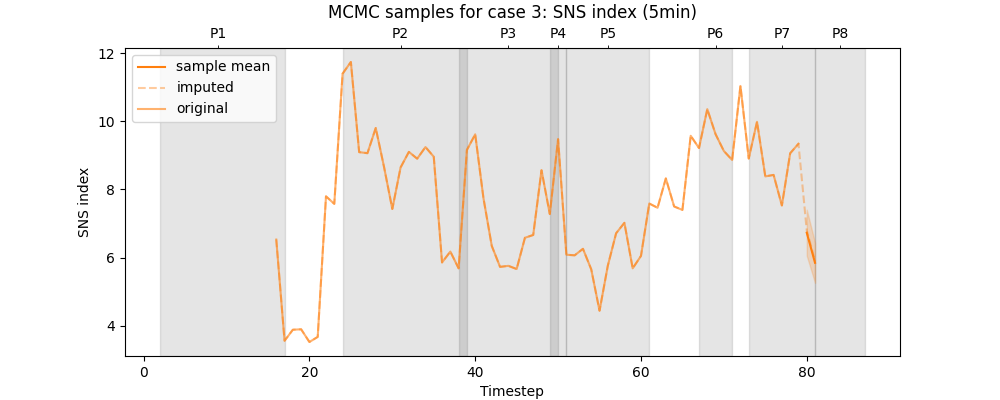 MCMC samples for case 3: SNS index (5min)
P1 P2 P3 P4 P5 P6 P7 P8
sample mean
imputed
original
12
10
8
6
4
SNS index
0 20 40 60 80
Timestep